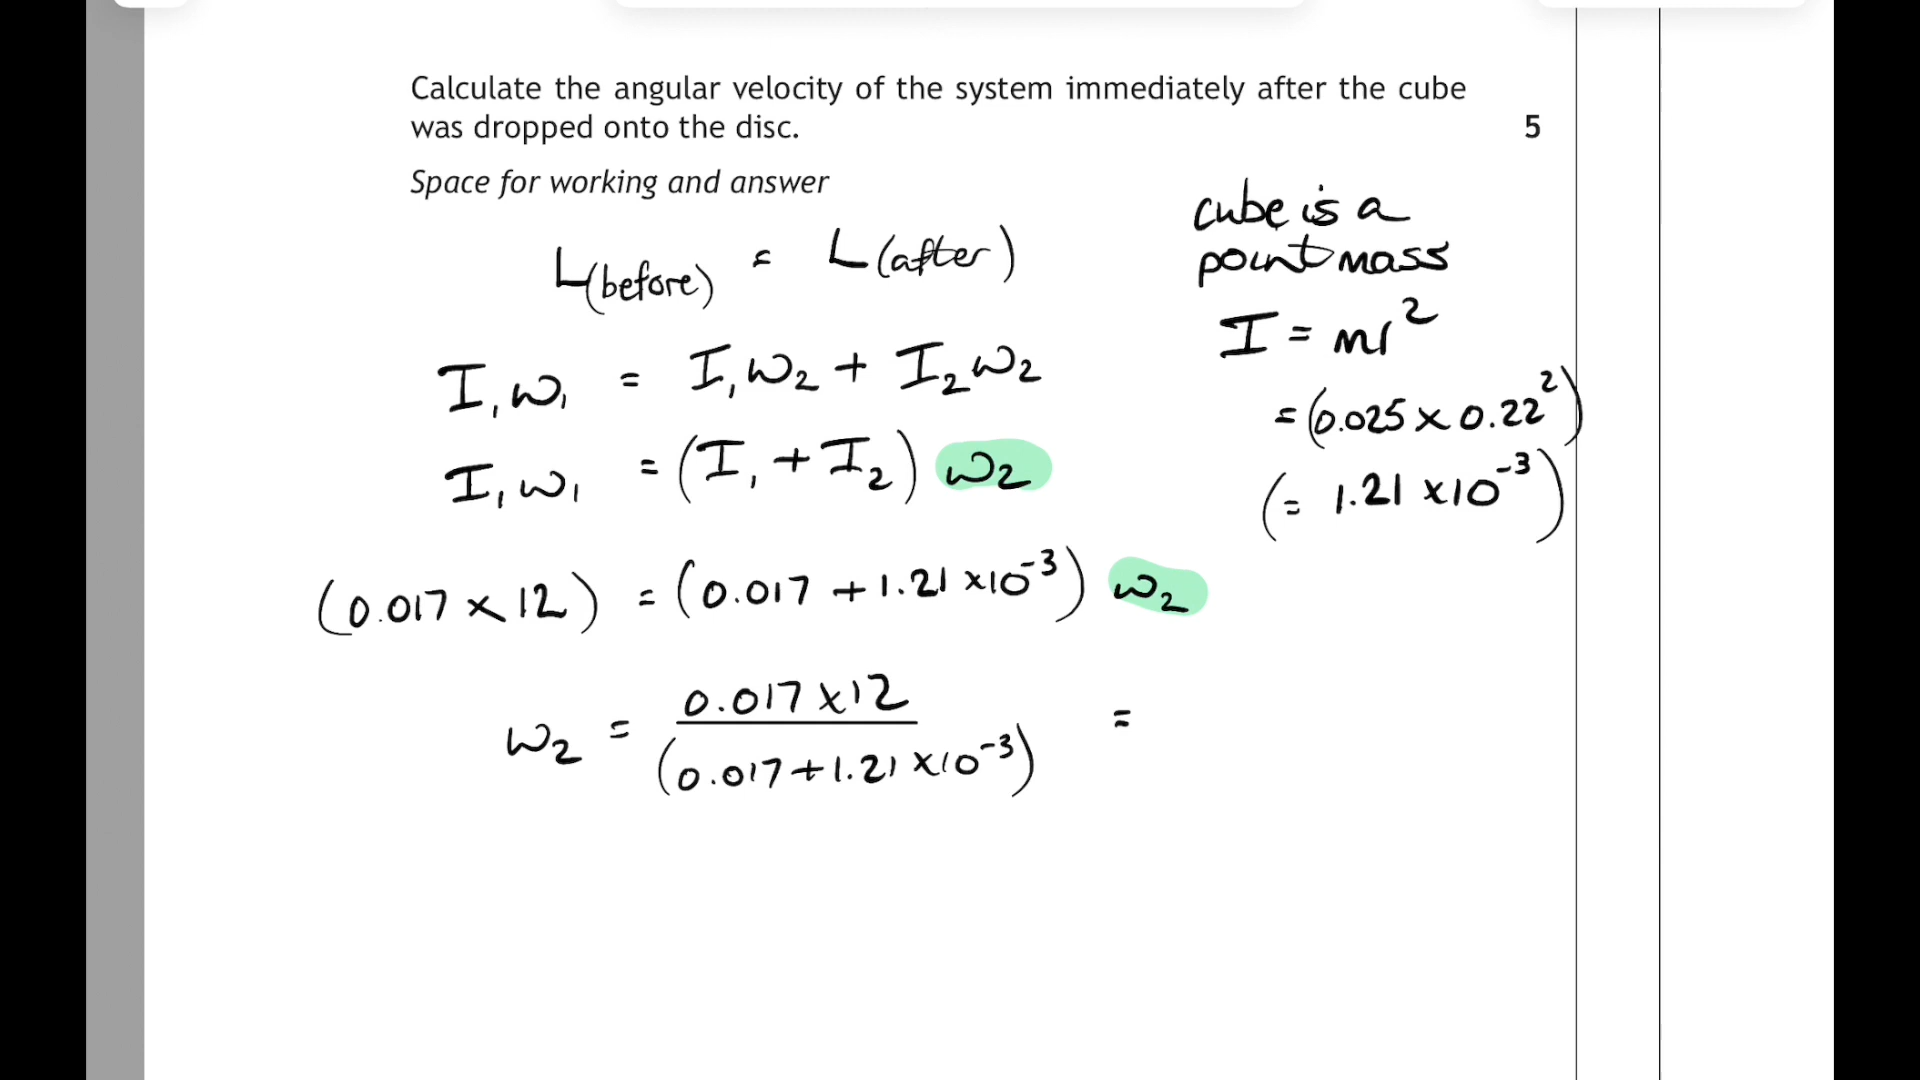 Calculate the angular velocity of the system immediately after the cube
was dropped onto the disc.
5
Space for working and answer
L(before) = L(after)
I₁ω₁ = I₁ω₂ + I₂ω₂
I₁ω₁ = (I₁ + I₂) ω₂
(0.017 × 12) = (0.017 + 1.21 × 10⁻³) ω₂
ω₂ = 0.017 × 12 / (0.017 + 1.21 × 10⁻³) =
cube is a
point mass
I = mr²
= (0.025 × 0.22²)
(= 1.21 × 10⁻³)